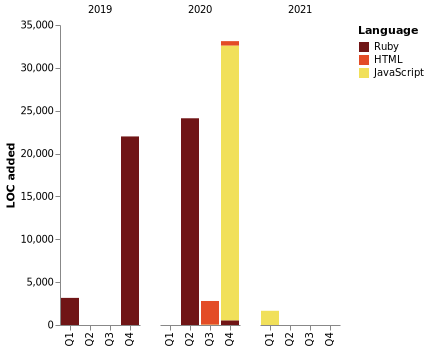 2019 2020 2021
Language
Ruby
HTML
JavaScript
LOC added
35,000
30,000
25,000
20,000
15,000
10,000
5,000
0
Q1 Q2 Q3 Q4 Q1 Q2 Q3 Q4 Q1 Q2 Q3 Q4